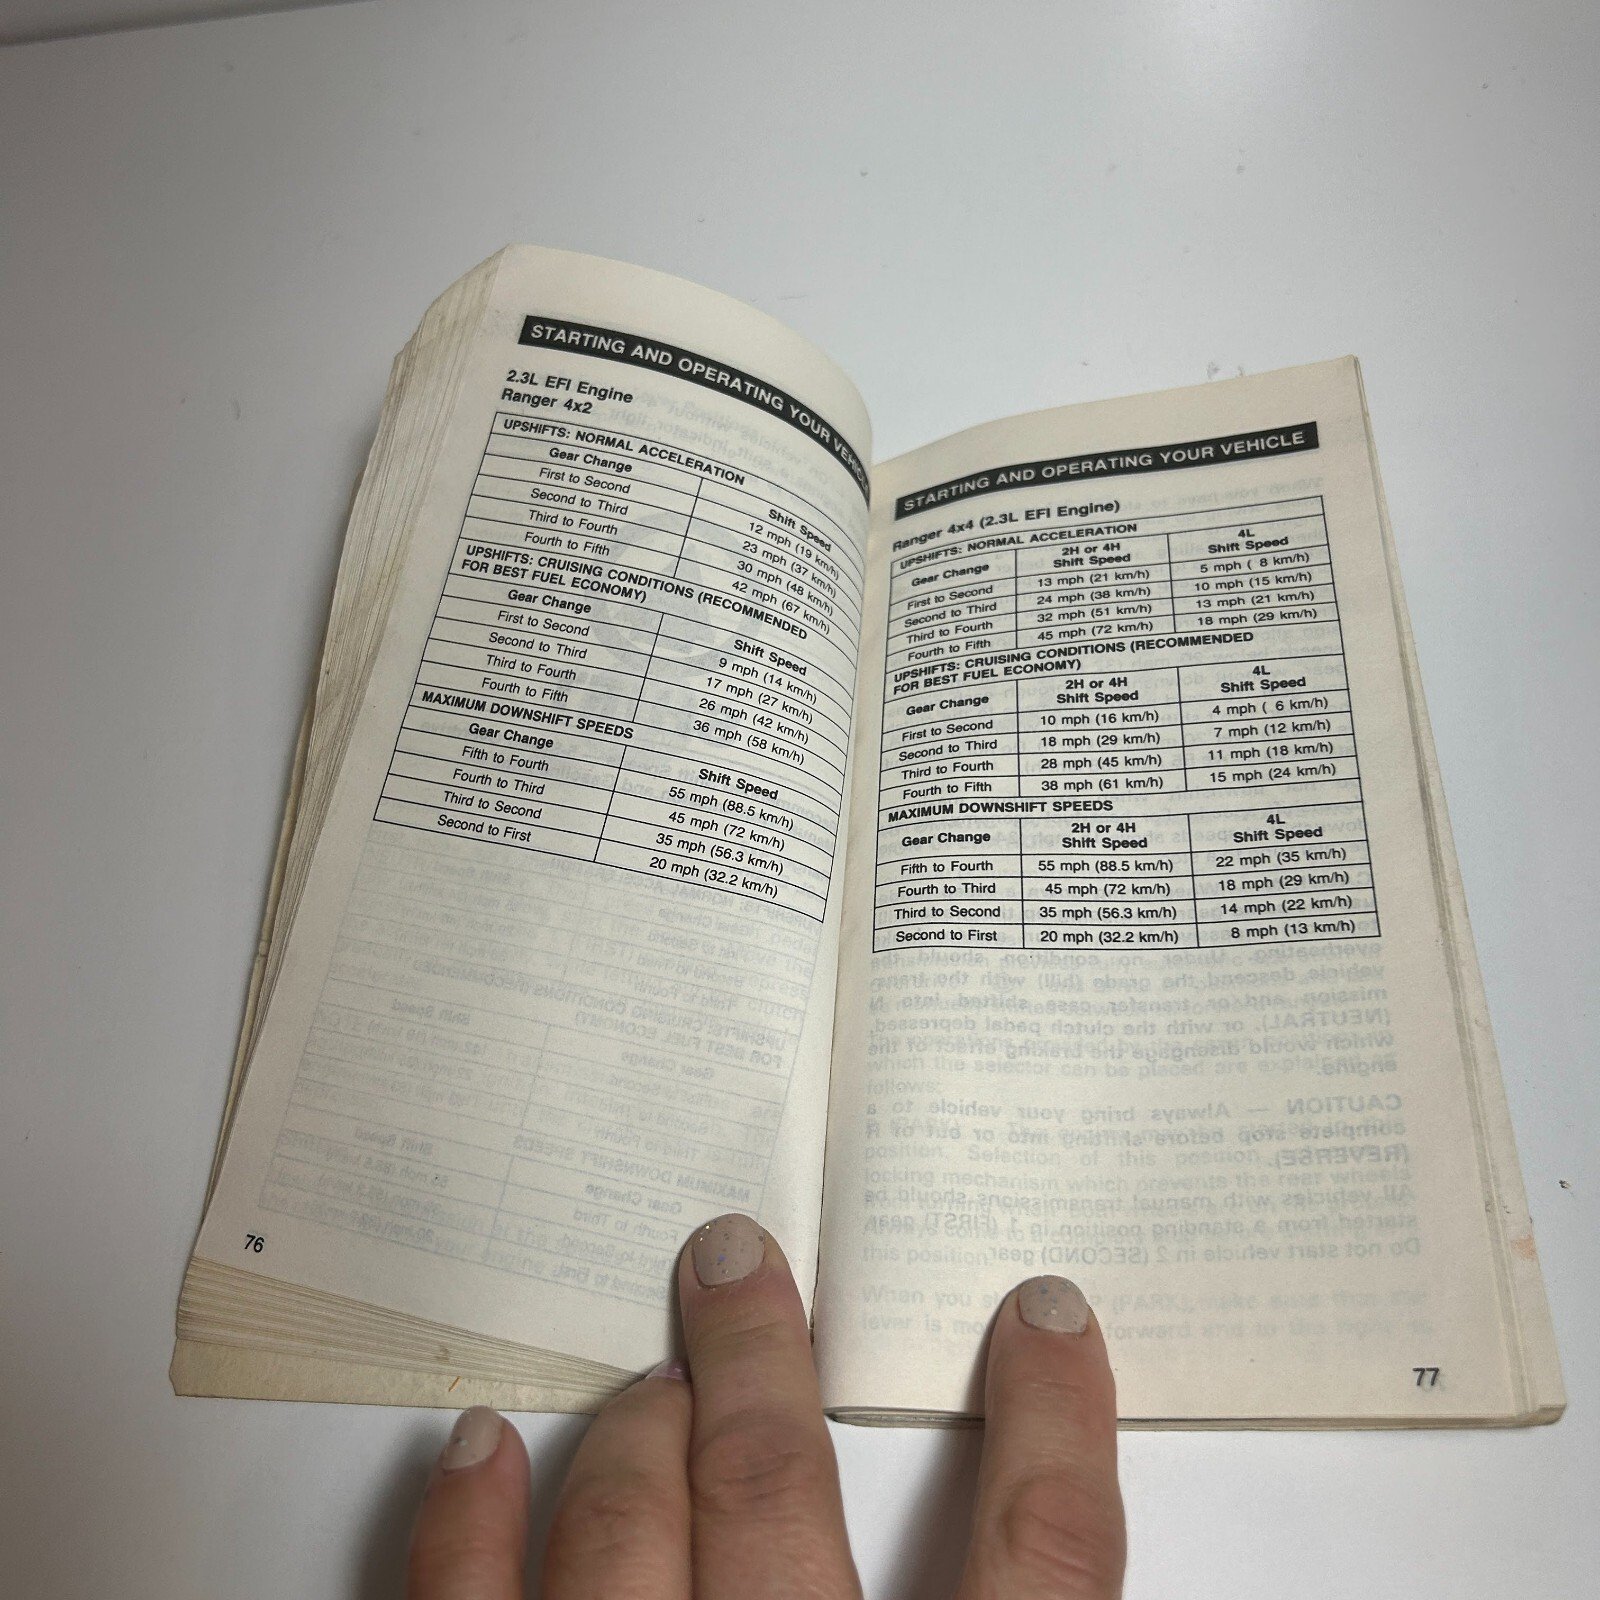 STARTING AND OPERATING YOUR VEHICLE
2.3L EFI Engine
Ranger 4x2
UPSHIFTS: NORMAL ACCELERATION
Gear Change Shift Speed
First to Second 12 mph (19 km/h)
Second to Third 23 mph (37 km/h)
Third to Fourth 30 mph (48 km/h)
Fourth to Fifth 42 mph (67 km/h)
UPSHIFTS: CRUISING CONDITIONS (RECOMMENDED
FOR BEST FUEL ECONOMY)
Gear Change Shift Speed
First to Second 9 mph (14 km/h)
Second to Third 17 mph (27 km/h)
Third to Fourth 26 mph (42 km/h)
Fourth to Fifth 36 mph (58 km/h)
MAXIMUM DOWNSHIFT SPEEDS
Gear Change Shift Speed
Fifth to Fourth 55 mph (88.5 km/h)
Fourth to Third 45 mph (72 km/h)
Third to Second 35 mph (56.3 km/h)
Second to First 20 mph (32.2 km/h)
76
STARTING AND OPERATING YOUR VEHICLE
Ranger 4x4 (2.3L EFI Engine)
UPSHIFTS: NORMAL ACCELERATION
Gear Change 2H or 4H Shift Speed 4L Shift Speed
First to Second 13 mph (21 km/h) 5 mph ( 8 km/h)
Second to Third 24 mph (38 km/h) 10 mph (15 km/h)
Third to Fourth 32 mph (51 km/h) 13 mph (21 km/h)
Fourth to Fifth 45 mph (72 km/h) 18 mph (29 km/h)
UPSHIFTS: CRUISING CONDITIONS (RECOMMENDED
FOR BEST FUEL ECONOMY)
Gear Change 2H or 4H Shift Speed 4L Shift Speed
First to Second 10 mph (16 km/h) 4 mph ( 6 km/h)
Second to Third 18 mph (29 km/h) 7 mph (12 km/h)
Third to Fourth 28 mph (45 km/h) 11 mph (18 km/h)
Fourth to Fifth 38 mph (61 km/h) 15 mph (24 km/h)
MAXIMUM DOWNSHIFT SPEEDS
Gear Change 2H or 4H Shift Speed 4L Shift Speed
Fifth to Fourth 55 mph (88.5 km/h) 22 mph (35 km/h)
Fourth to Third 45 mph (72 km/h) 18 mph (29 km/h)
Third to Second 35 mph (56.3 km/h) 14 mph (22 km/h)
Second to First 20 mph (32.2 km/h) 8 mph (13 km/h)
77